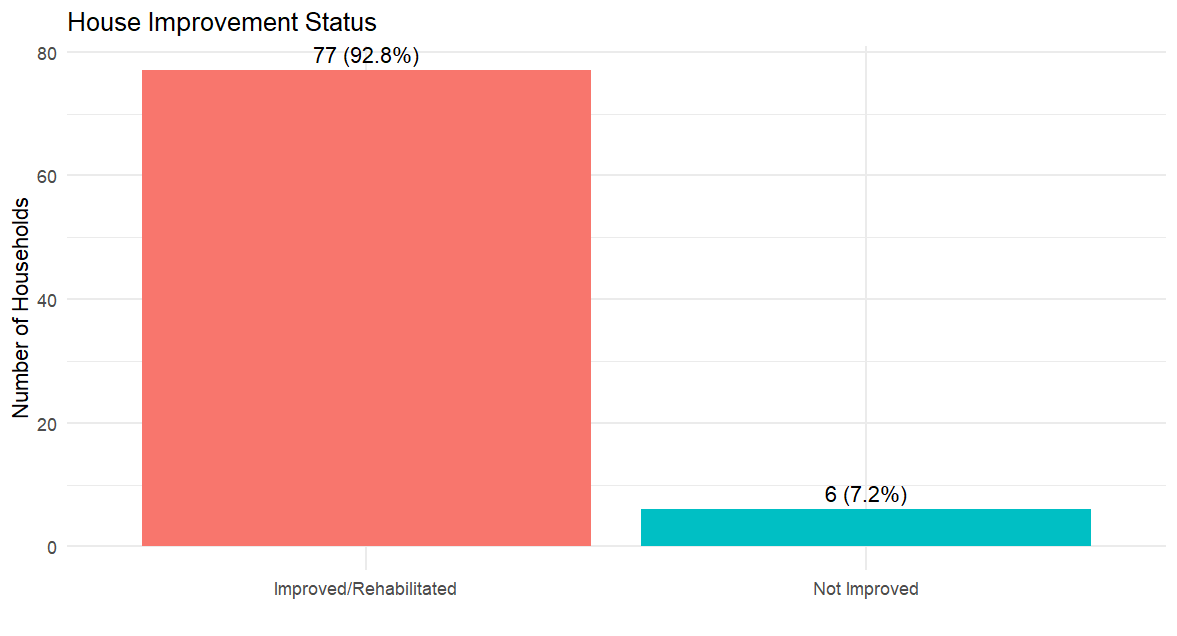 House Improvement Status
Number of Households
80
60
40
20
0
77 (92.8%)
6 (7.2%)
Improved/Rehabilitated
Not Improved